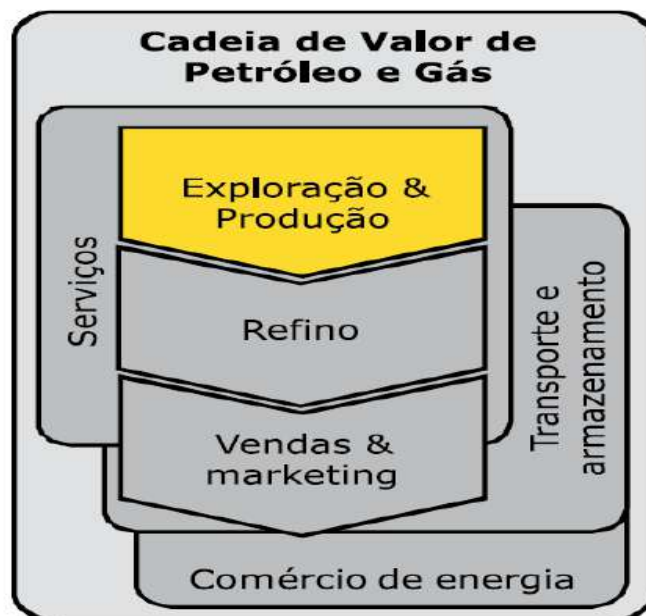 Cadeia de Valor de
Petróleo e Gás
Exploração &
Produção
Serviços
Refino
Transporte e
armazenamento
Vendas &
marketing
Comércio de energia